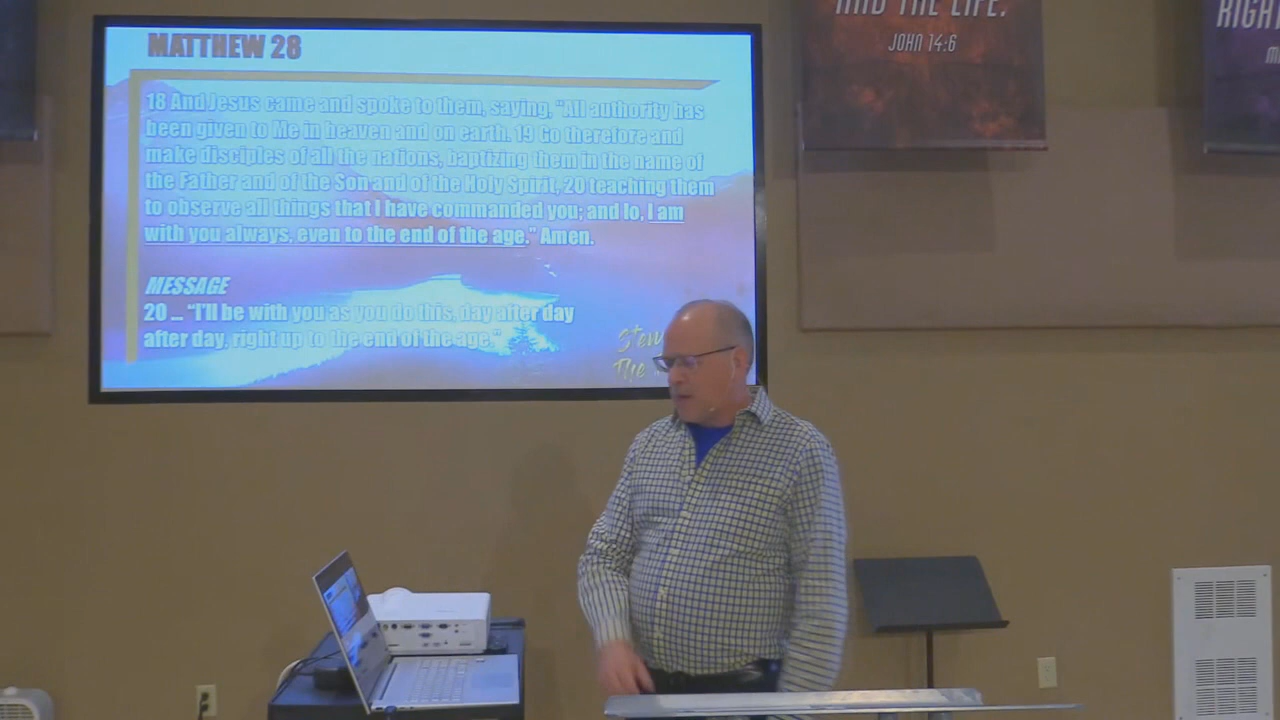 MATTHEW 28
18 And Jesus came and spoke to them, saying, "All authority has
been given to Me in heaven and on earth. 19 Go therefore and
make disciples of all the nations, baptizing them in the name of
the Father and of the Son and of the Holy Spirit, 20 teaching them
to observe all things that I have commanded you; and lo, I am
with you always, even to the end of the age." Amen.
MESSAGE
20 ... "I'll be with you as you do this, day after day
after day, right up to the end of the age."
The
AND THE LIFE.
JOHN 14:6